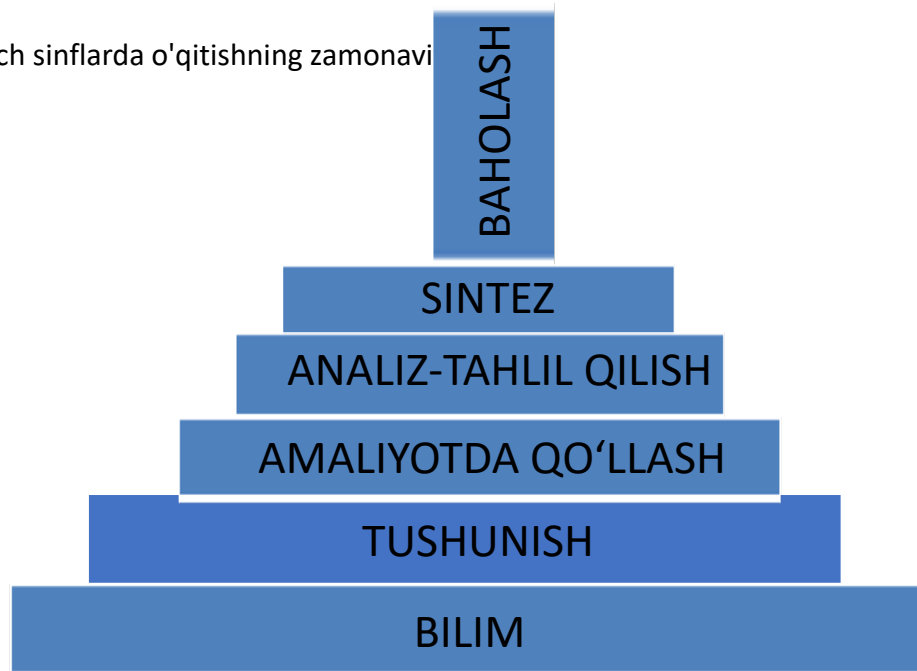 ch sinflarda o'qitishning zamonavi
BAHOLASH
SINTEZ
ANALIZ-TAHLIL QILISH
AMALIYOTDA QO‘LLASH
TUSHUNISH
BILIM